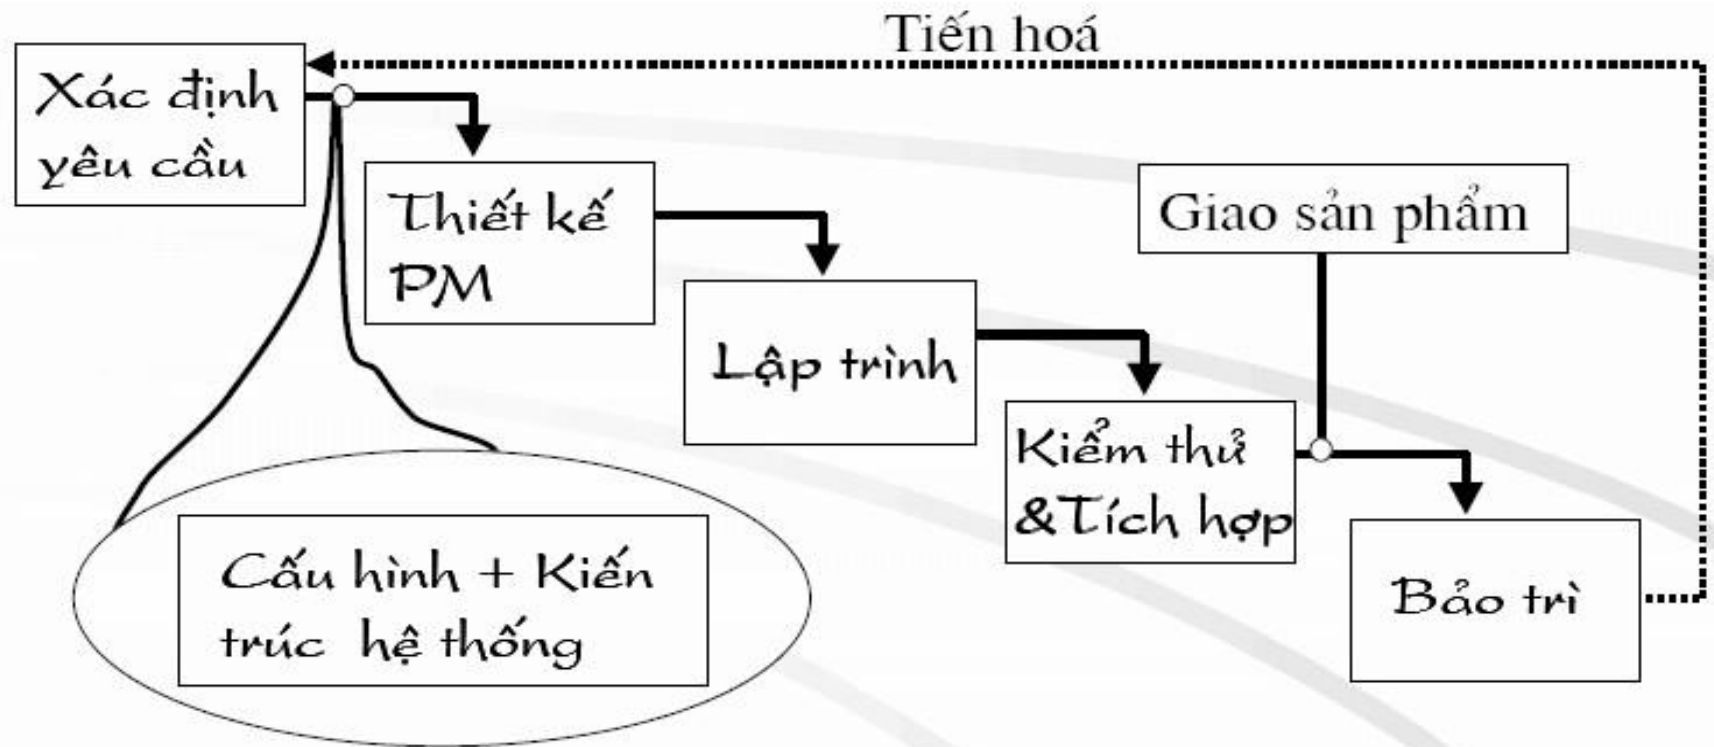 Tiến hoá
Xác định
yêu cầu
Thiết kế
PM
Giao sản phẩm
Lập trình
Kiểm thử
&Tích hợp
Cấu hình + Kiến
trúc hệ thống
Bảo trì